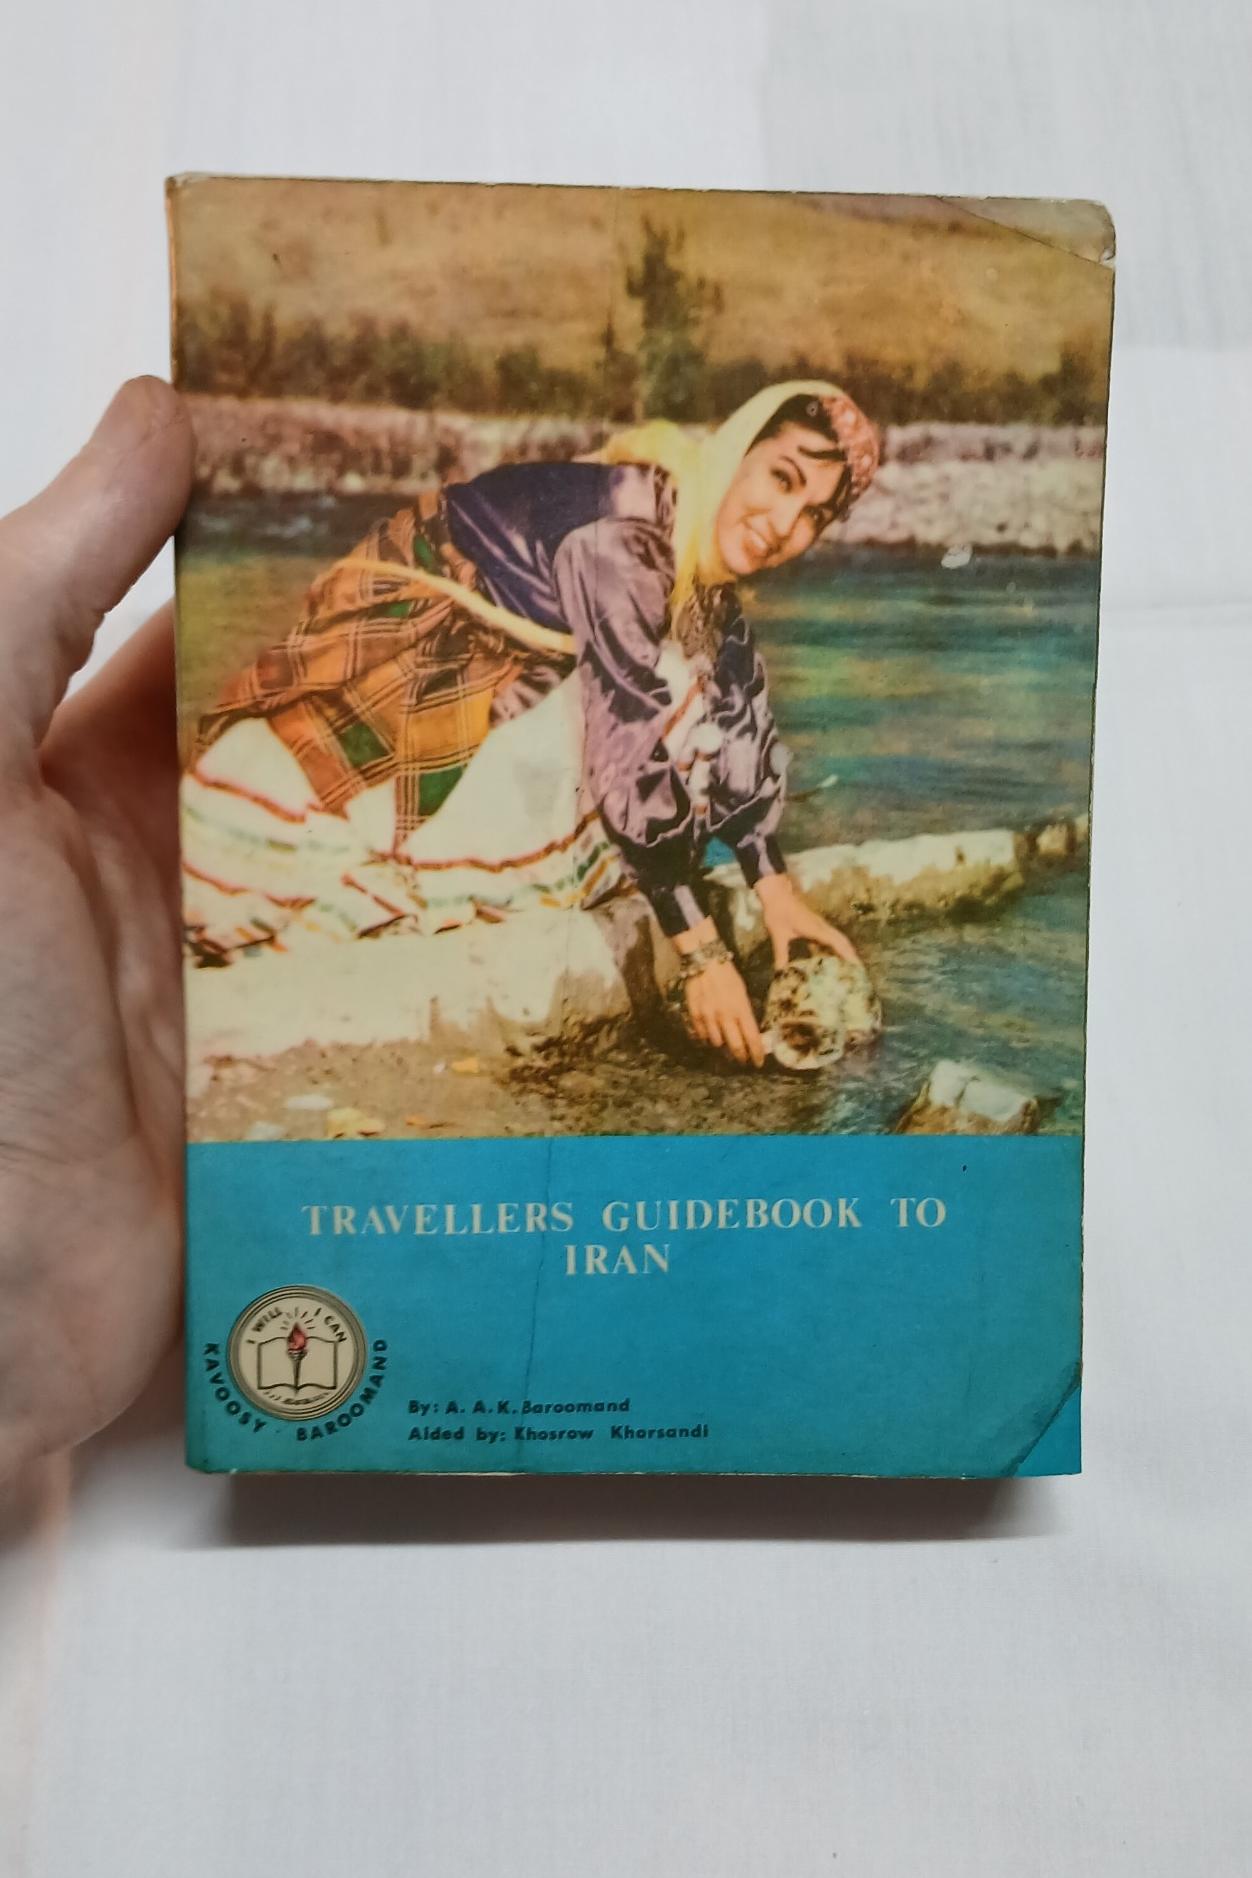 TRAVELLERS GUIDEBOOK TO
IRAN
I WILL I CAN
KAVOOSY BAROOMAND
By: A. A. K. Baroomand
Aided by: Khosrow Khorsandi